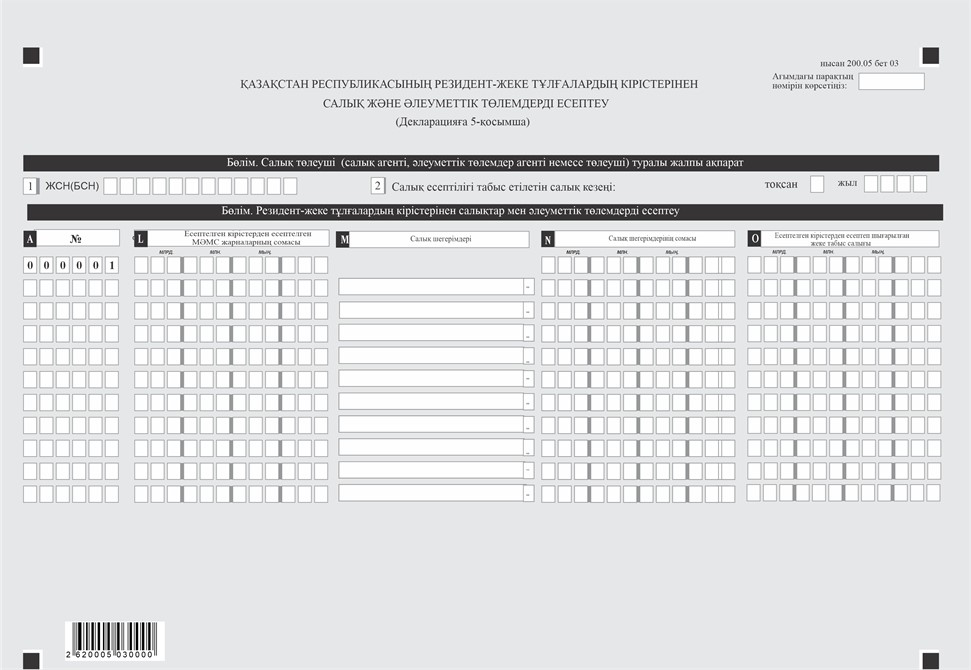 нысан 200.05 бет 03
Ағымдағы парақтың
нөмірін көрсетіңіз:
ҚАЗАҚСТАН РЕСПУБЛИКАСЫНЫҢ РЕЗИДЕНТ-ЖЕКЕ ТҰЛҒАЛАРДЫҢ КІРІСТЕРІНЕН
САЛЫҚ ЖӘНЕ ӘЛЕУМЕТТІК ТӨЛЕМДЕРДІ ЕСЕПТЕУ
(Декларацияға 5-қосымша)
Бөлім. Салық төлеуші (салық агенті, әлеуметтік төлемдер агенті немесе төлеуші) туралы жалпы ақпарат
1 ЖСН(БСН) 2 Салық есептілігі табыс етілетін салық кезеңі: тоқсан жыл
Бөлім. Резидент-жеке тұлғалардың кірістерінен салықтар мен әлеуметтік төлемдерді есептеу
A № L Есептелген кірістерден есептелген МӘМС жарналарның сомасы M Салық шегерімдері N Салық шегерімдерінің сомасы O Есептелген кірістерден есептеп шығарылған жеке табыс салығы
МЛРД. МЛН. МЫҢ. МЛРД. МЛН. МЫҢ. МЛРД. МЛН. МЫҢ.
0 0 0 0 0 1
2 620005 030000